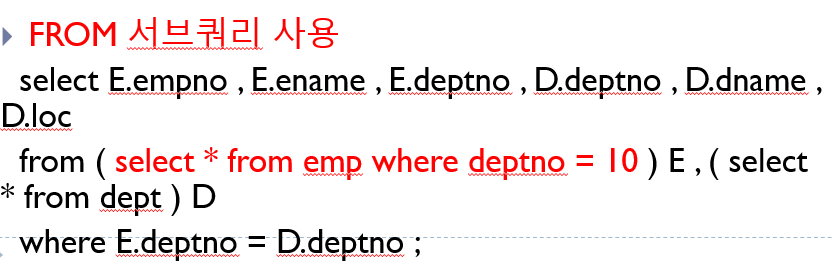 FROM 서브쿼리 사용
select E.empno , E.ename , E.deptno , D.deptno , D.dname ,
D.loc
from ( select * from emp where deptno = 10 ) E , ( select
* from dept ) D
where E.deptno = D.deptno ;